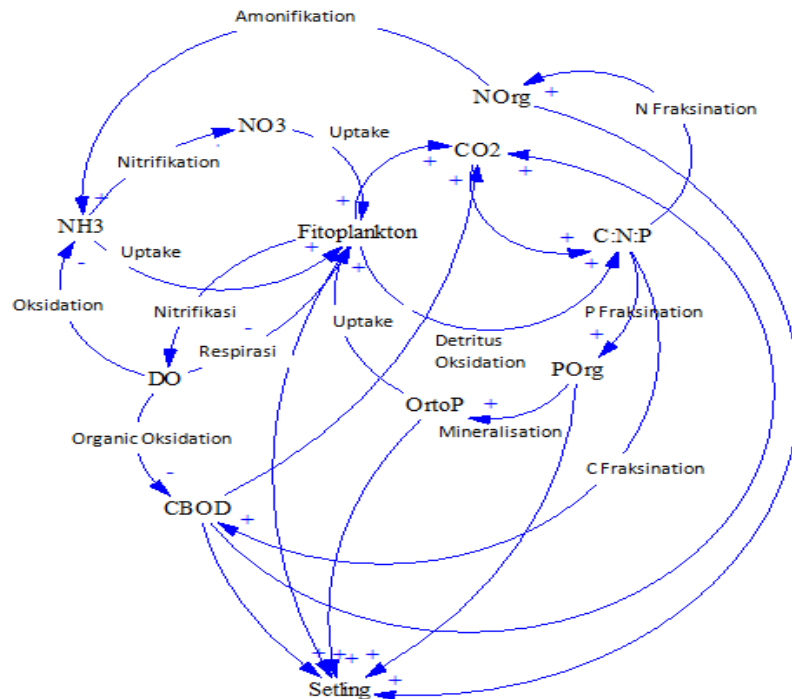 Amonifikation
NOrg
+
N Fraksination
NO3
-
Uptake
CO2
+
+
+
Nitrifikation
+
NH3
Fitoplankton
+
+
+
C:N:P
+
+
Uptake
-
Oksidation
Nitrifikasi
-
Uptake
P Fraksination
Respirasi
Detritus
Oksidation
+
DO
POrg
OrtoP
+
Mineralisation
Organic Oksidation
-
C Fraksination
CBOD
+
+
+
+
+
+
Setling